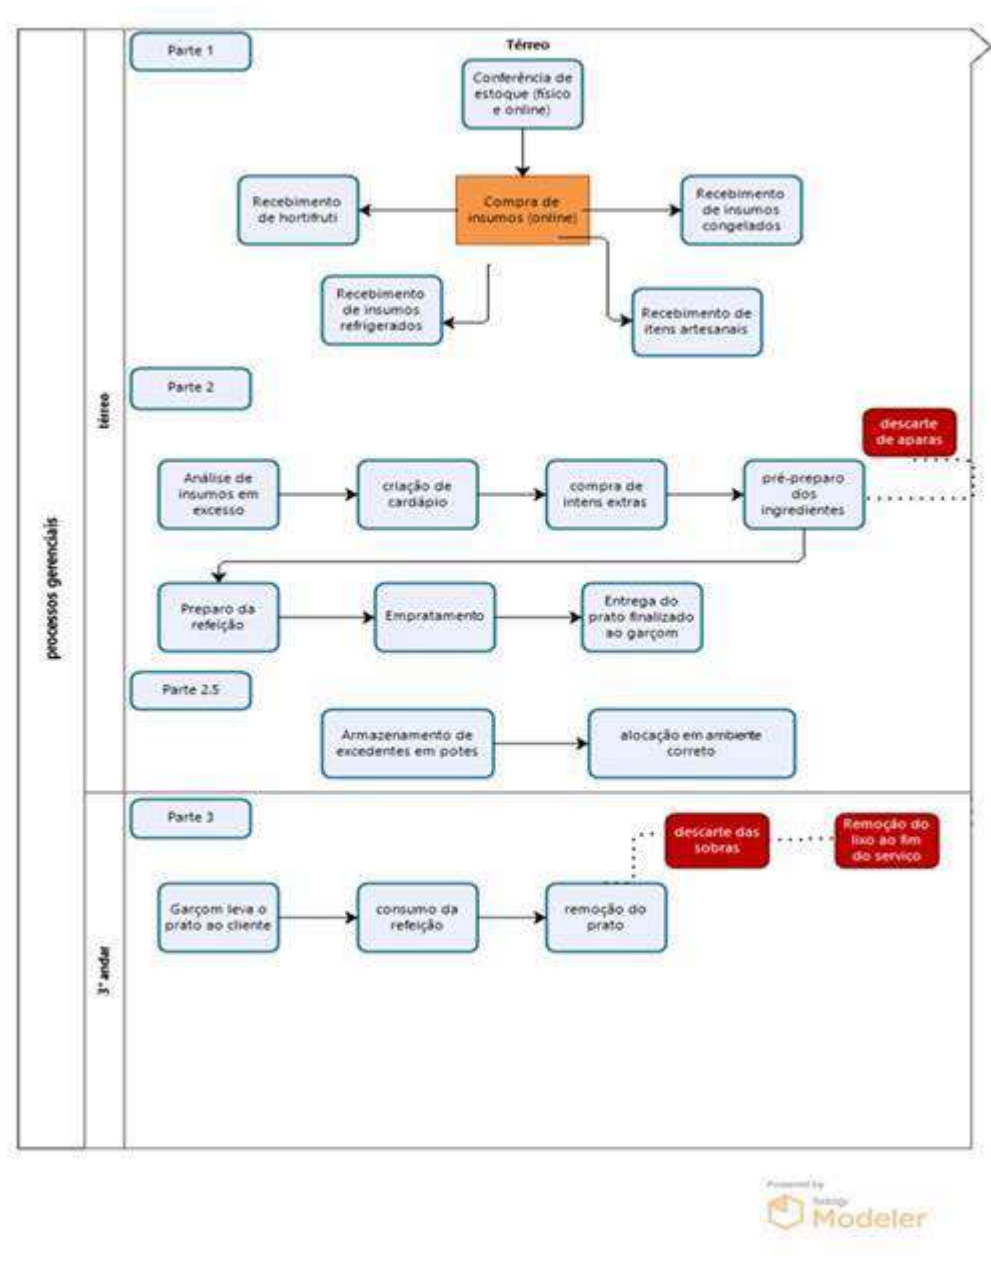 Parte 1
Térreo
Conferência de
estoque (físico
e online)
Recebimento
de hortifruti
Compra de
insumos (online)
Recebimento
de insumos
congelados
Recebimento
de insumos
refrigerados
Recebimento de
itens artesanais
Parte 2
térreo
descarte
de aparas
Análise de
insumos em
excesso
criação de
cardápio
compra de
intens extras
pré-preparo
dos
ingredientes
processos gerenciais
Preparo da
refeição
Empratamento
Entrega do
prato finalizado
ao garçom
Parte 2.5
Armazenamento de
excedentes em potes
alocação em ambiente
correto
Parte 3
descarte das
sobras
Remoção do
lixo ao fim
do servico
Garçom leva o
prato ao cliente
consumo da
refeição
remoção do
prato
3º andar
Powered by
Modeler